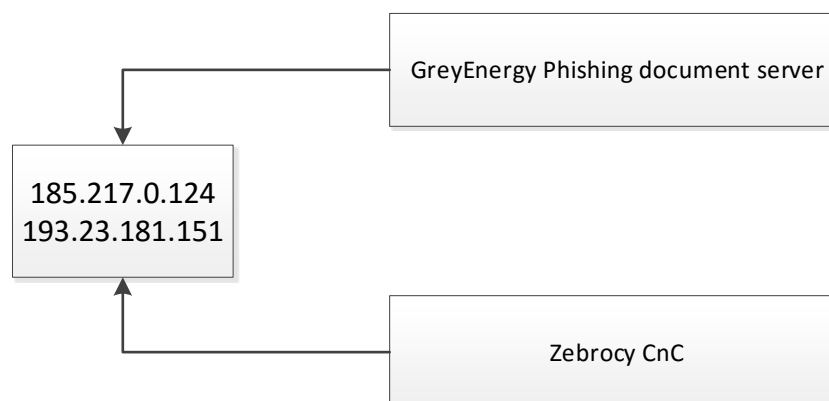 GreyEnergy Phishing document server
185.217.0.124
193.23.181.151
Zebrocy CnC